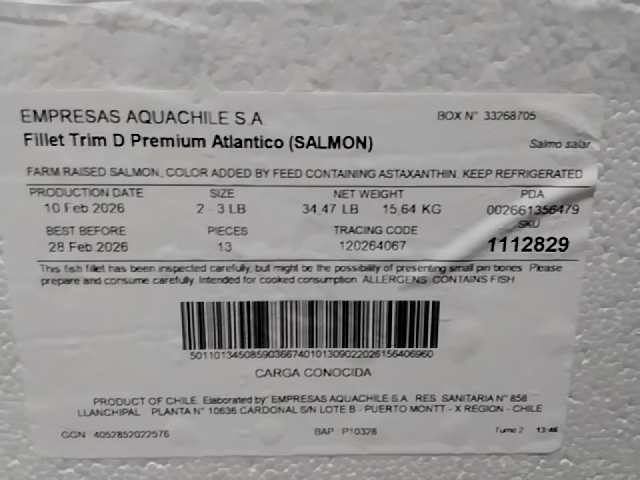 EMPRESAS AQUACHILE S.A. BOX N° 33268705
Fillet Trim D Premium Atlantico (SALMON) Salmo salar
FARM RAISED SALMON, COLOR ADDED BY FEED CONTAINING ASTAXANTHIN. KEEP REFRIGERATED
PRODUCTION DATE SIZE NET WEIGHT PDA
10 Feb 2026 2 - 3 LB 34,47 LB 15,64 KG 002661356479
BEST BEFORE PIECES TRACING CODE SKU
28 Feb 2026 13 120264067 1112829
This fish fillet has been inspected carefully, but might be the possibility of presenting small pin bones. Please
prepare and consume carefully. Intended for cooked consumption. ALLERGENS: CONTAINS FISH
CARGA CONOCIDA
PRODUCT OF CHILE. Elaborated by: EMPRESAS AQUACHILE S.A. RES. SANITARIA N° 858
LLANCHIPAL PLANTA N° 10636 CARDONAL S/N LOTE B - PUERTO MONTT - X REGION - CHILE
GGN 4052852022576 BAP P10328 Turno 2 13:46